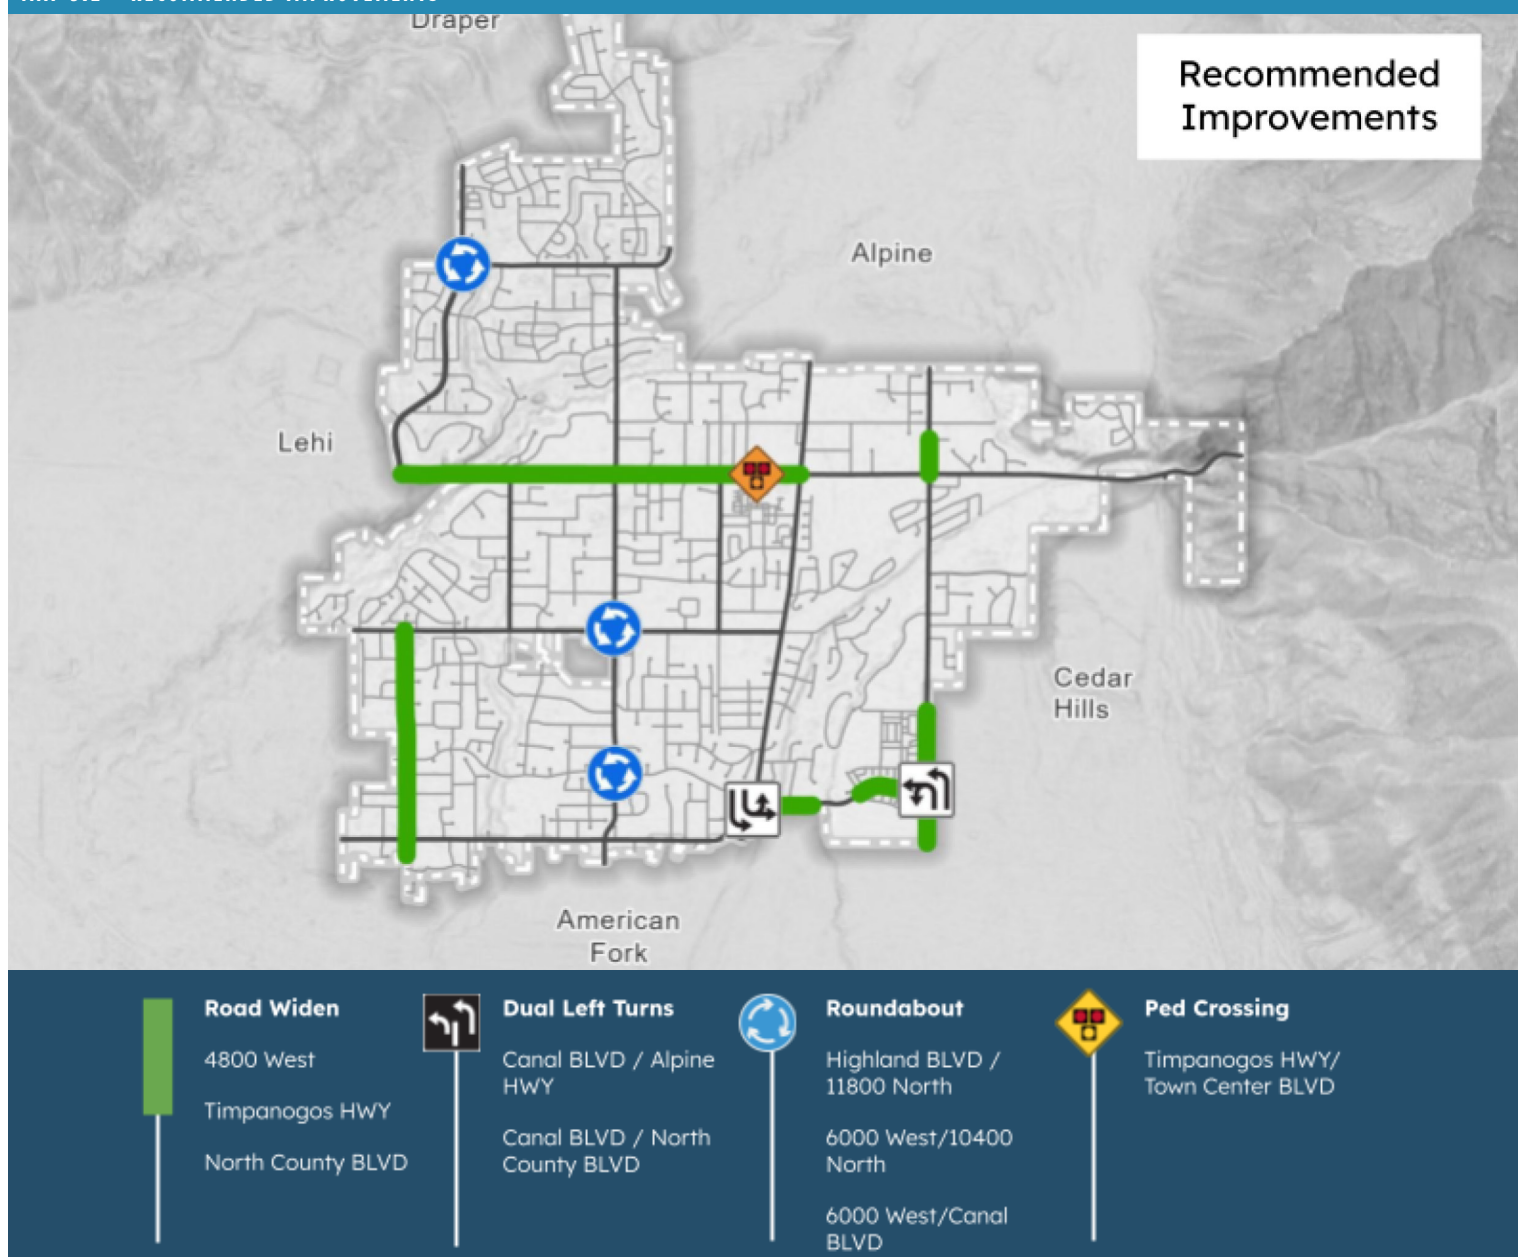 Draper
Recommended
Improvements
Alpine
Lehi
Cedar
Hills
American
Fork
Road Widen
4800 West
Timpanogos HWY
North County BLVD
Dual Left Turns
Canal BLVD / Alpine
HWY
Canal BLVD / North
County BLVD
Roundabout
Highland BLVD /
11800 North
6000 West/10400
North
6000 West/Canal
BLVD
Ped Crossing
Timpanogos HWY/
Town Center BLVD